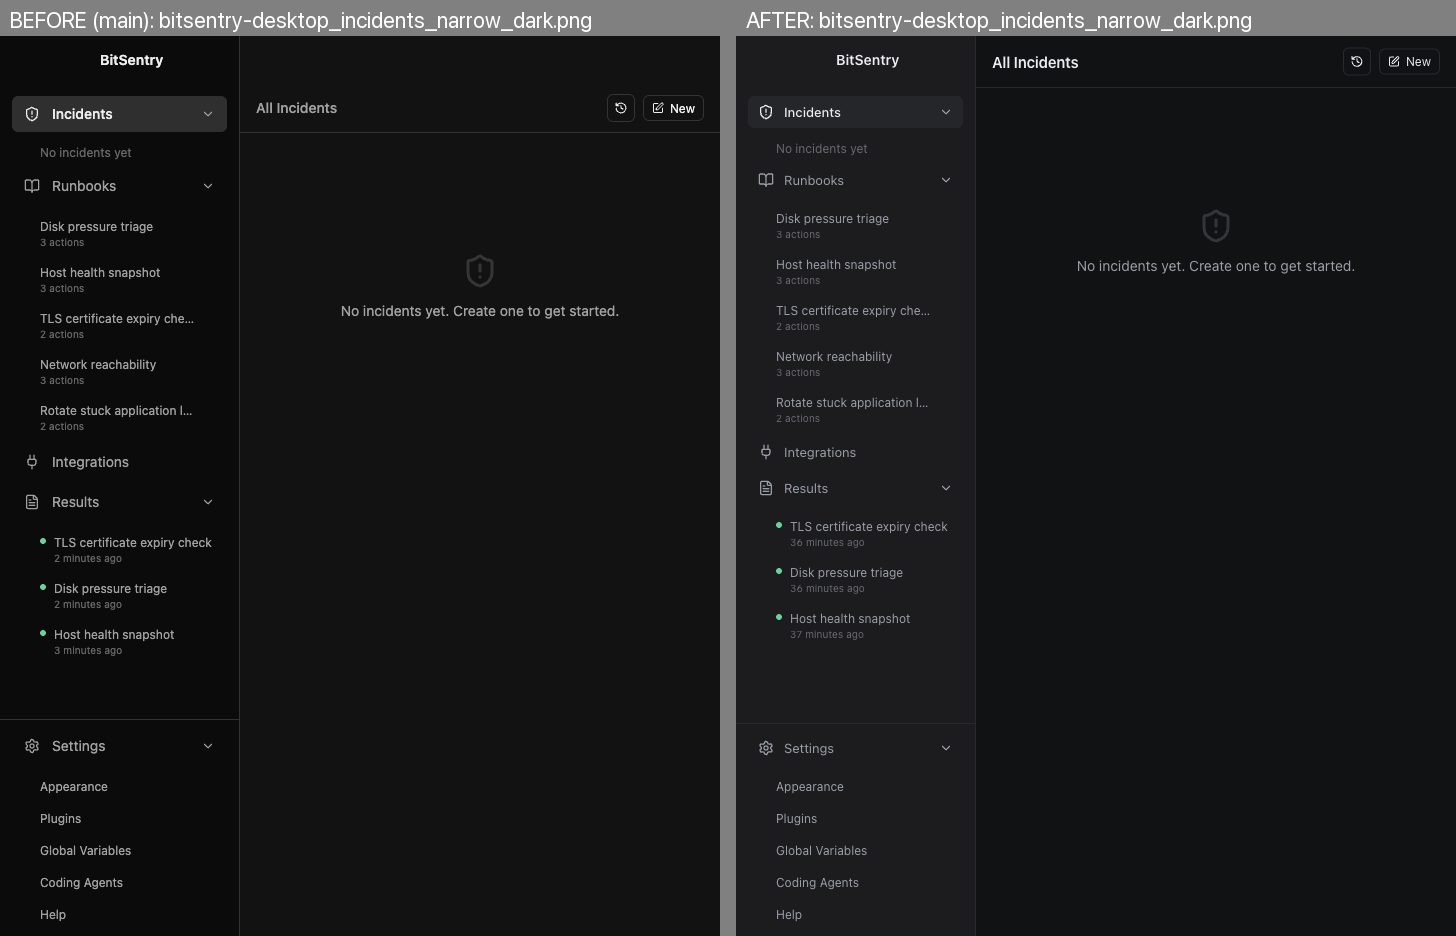 BEFORE (main): bitsentry-desktop_incidents_narrow_dark.png
BitSentry
Incidents
No incidents yet
Runbooks
Disk pressure triage
3 actions
Host health snapshot
3 actions
TLS certificate expiry che...
2 actions
Network reachability
3 actions
Rotate stuck application l...
2 actions
Integrations
Results
TLS certificate expiry check
2 minutes ago
Disk pressure triage
2 minutes ago
Host health snapshot
3 minutes ago
Settings
Appearance
Plugins
Global Variables
Coding Agents
Help
All Incidents
New
No incidents yet. Create one to get started.
AFTER: bitsentry-desktop_incidents_narrow_dark.png
BitSentry
Incidents
No incidents yet
Runbooks
Disk pressure triage
3 actions
Host health snapshot
3 actions
TLS certificate expiry che...
2 actions
Network reachability
3 actions
Rotate stuck application l...
2 actions
Integrations
Results
TLS certificate expiry check
36 minutes ago
Disk pressure triage
36 minutes ago
Host health snapshot
37 minutes ago
Settings
Appearance
Plugins
Global Variables
Coding Agents
Help
All Incidents
New
No incidents yet. Create one to get started.